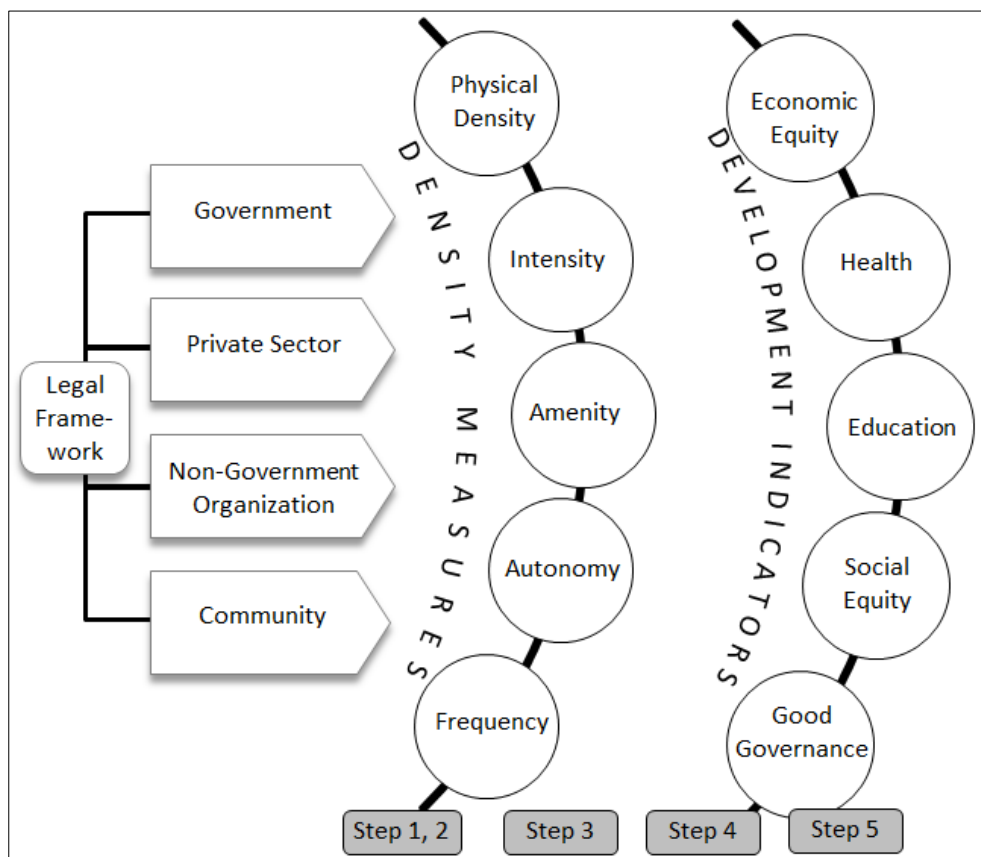 Legal
Frame-
work
Government
Private Sector
Non-Government
Organization
Community
DENSITY MEASURES
Physical
Density
Intensity
Amenity
Autonomy
Frequency
DEVELOPMENT INDICATORS
Economic
Equity
Health
Education
Social
Equity
Good
Governance
Step 1, 2
Step 3
Step 4
Step 5